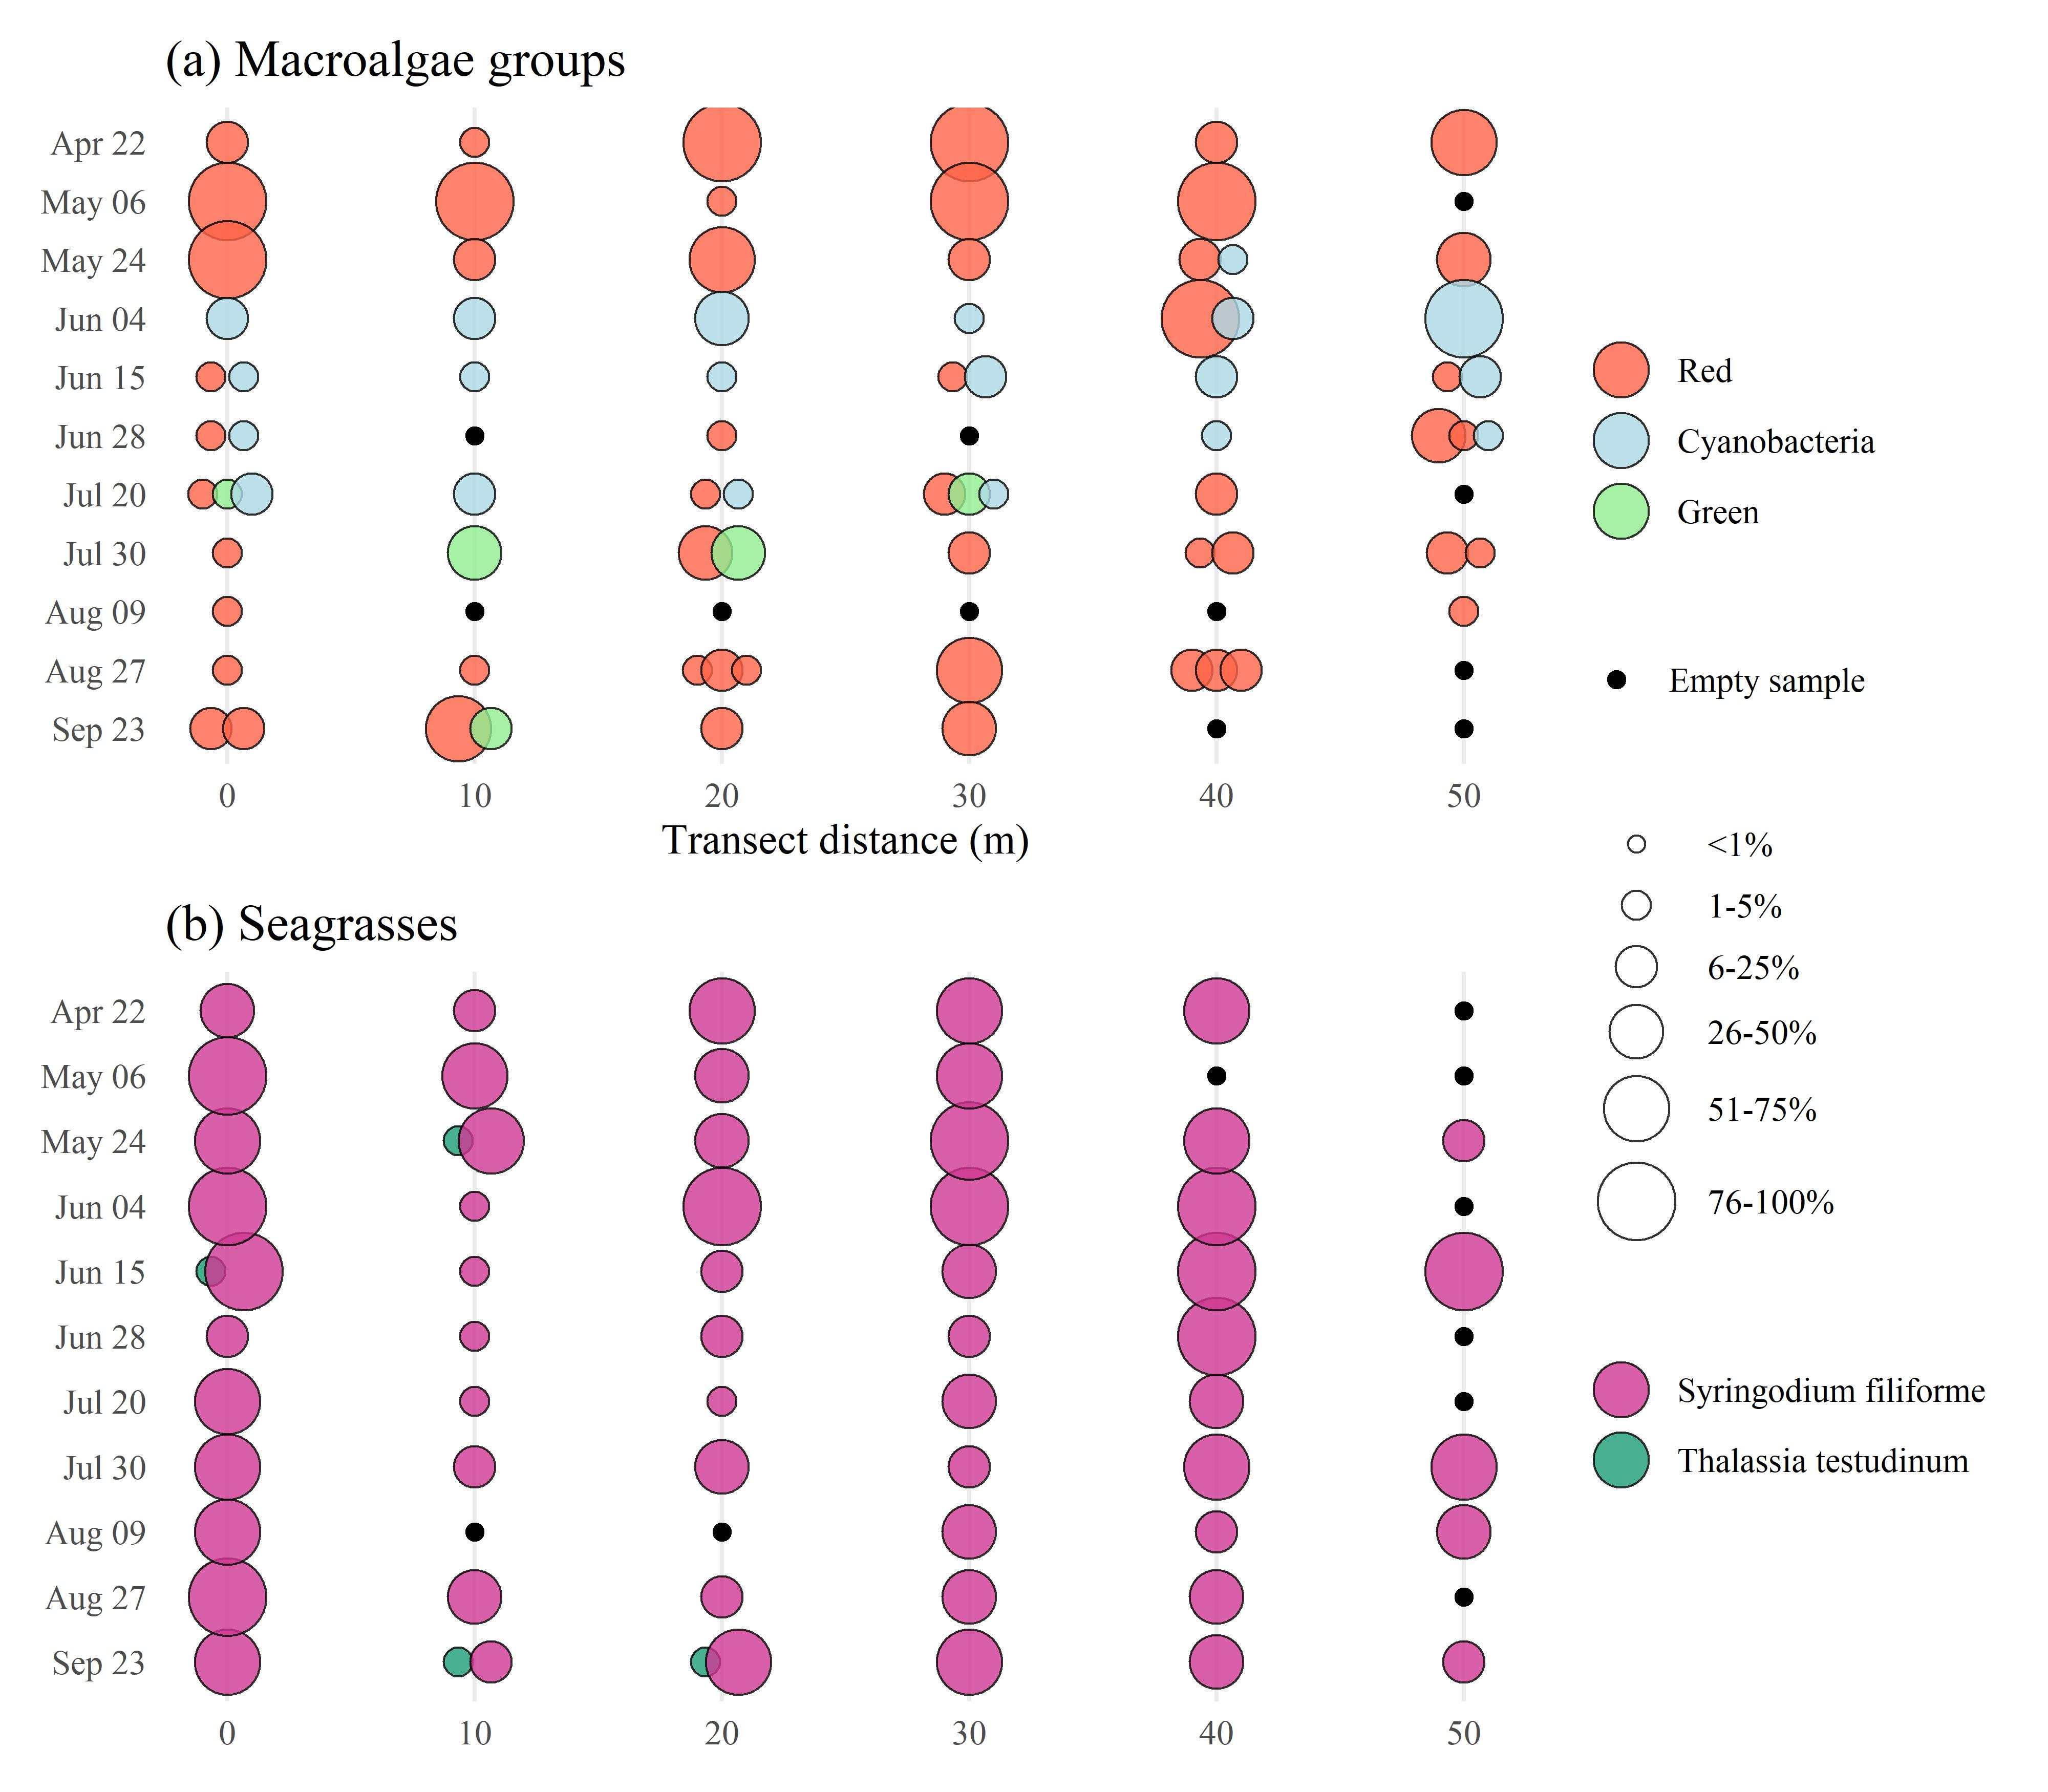 (a) Macroalgae groups
Apr 22
May 06
May 24
Jun 04
Jun 15
Jun 28
Jul 20
Jul 30
Aug 09
Aug 27
Sep 23
0 10 20 30 40 50
Transect distance (m)
Red
Cyanobacteria
Green
Empty sample
<1%
1-5%
6-25%
26-50%
51-75%
76-100%
(b) Seagrasses
Apr 22
May 06
May 24
Jun 04
Jun 15
Jun 28
Jul 20
Jul 30
Aug 09
Aug 27
Sep 23
0 10 20 30 40 50
Syringodium filiforme
Thalassia testudinum